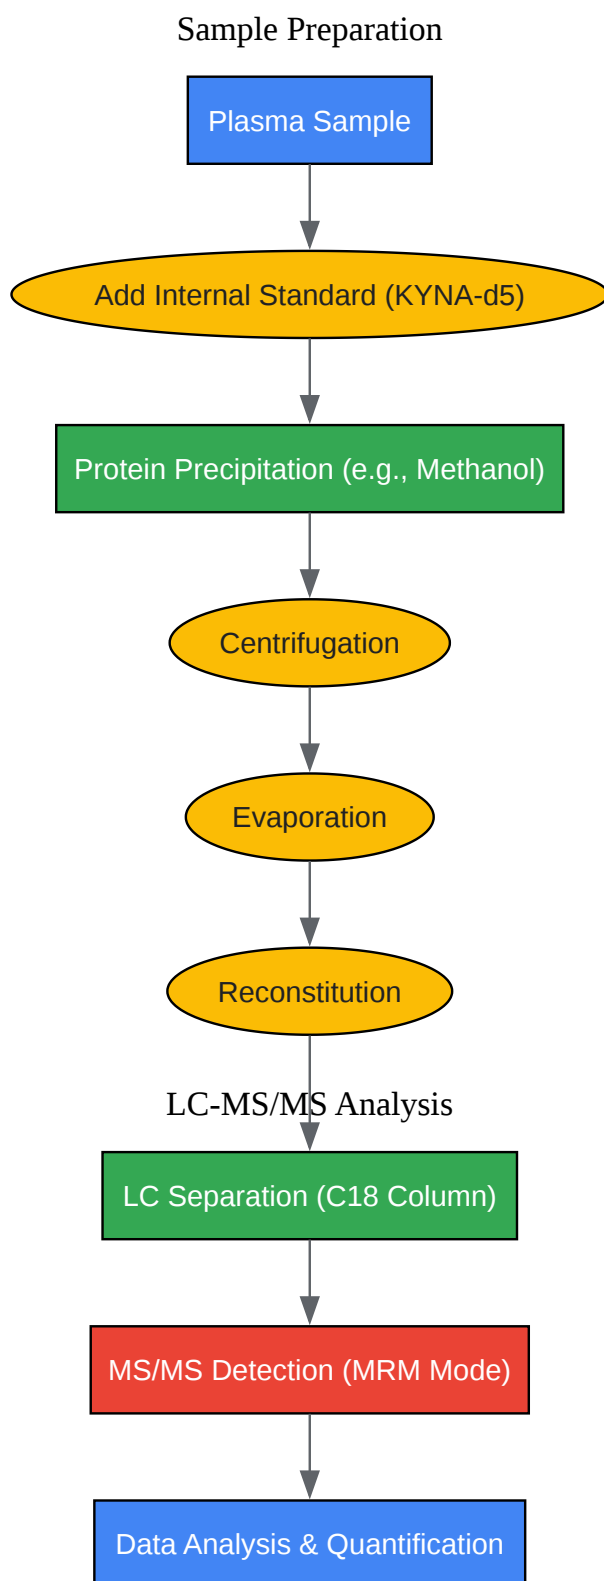 Sample Preparation
Plasma Sample
Add Internal Standard (KYNA-d5)
Protein Precipitation (e.g., Methanol)
Centrifugation
Evaporation
Reconstitution
LC-MS/MS Analysis
LC Separation (C18 Column)
MS/MS Detection (MRM Mode)
Data Analysis & Quantification